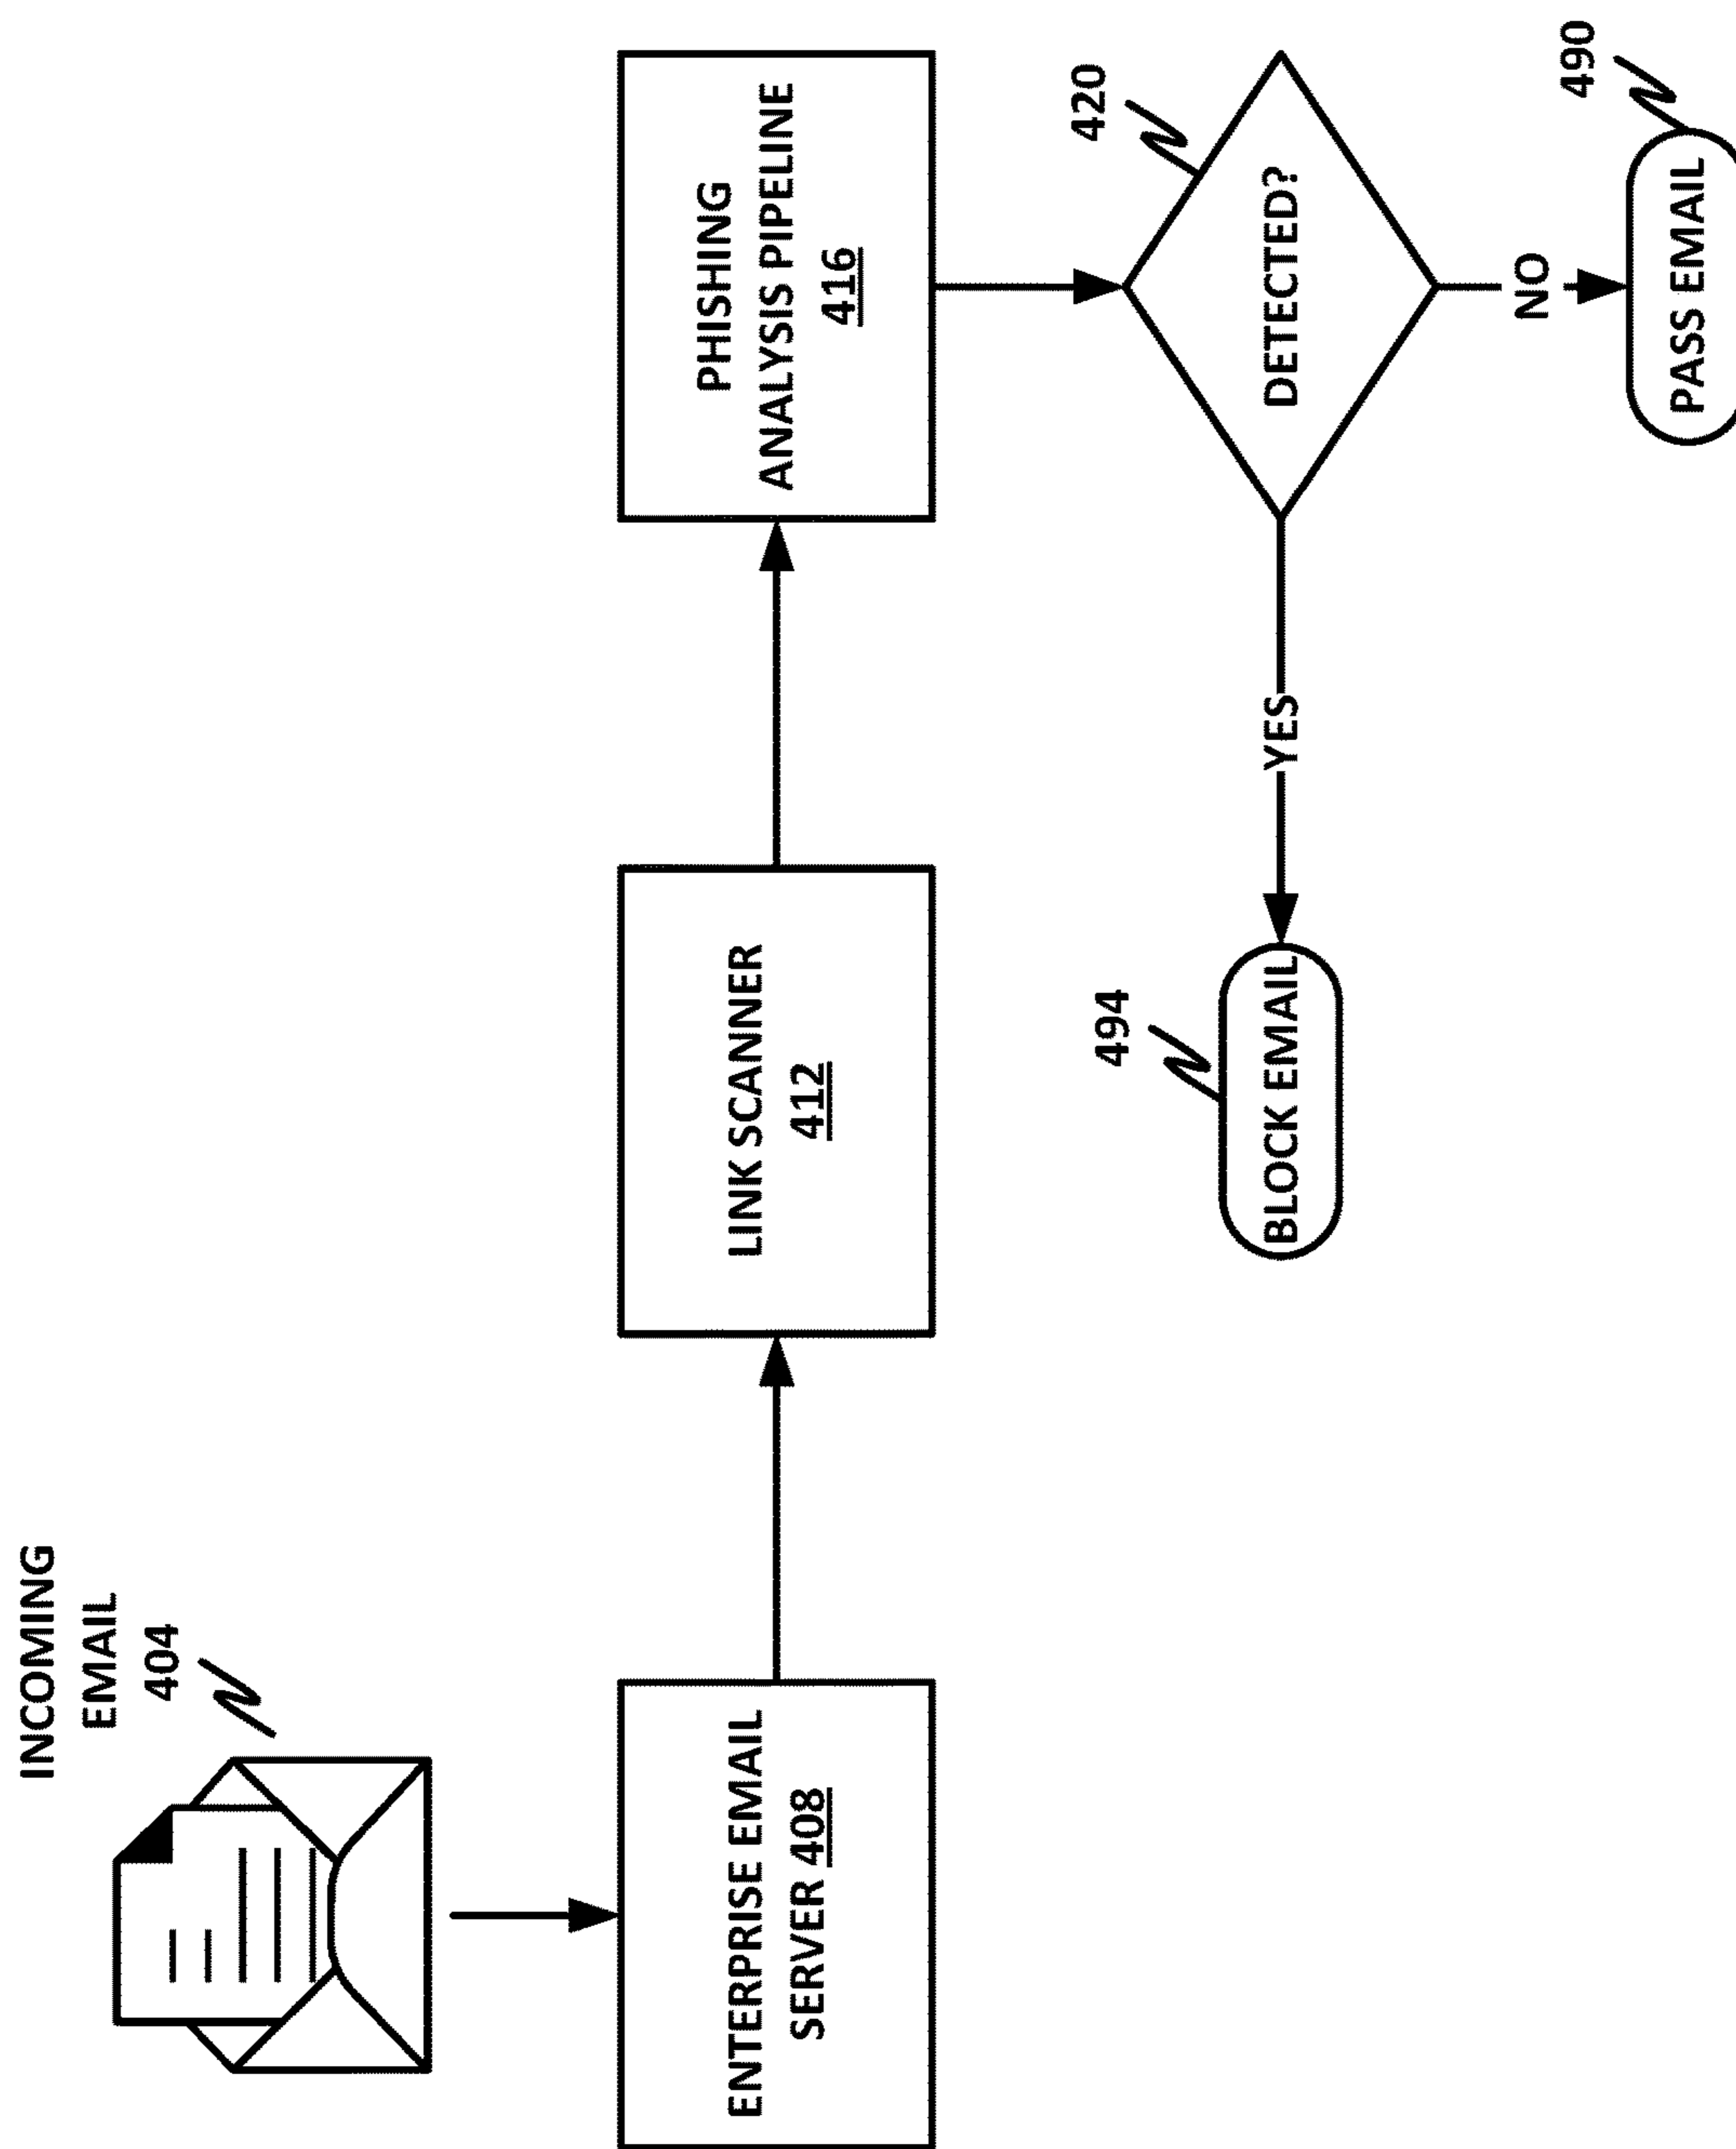 INCOMING
EMAIL
404
ENTERPRISE EMAIL
SERVER 408
LINK SCANNER
412
PHISHING
ANALYSIS PIPELINE
416
420
DETECTED?
YES
494
BLOCK EMAIL
NO
490
PASS EMAIL